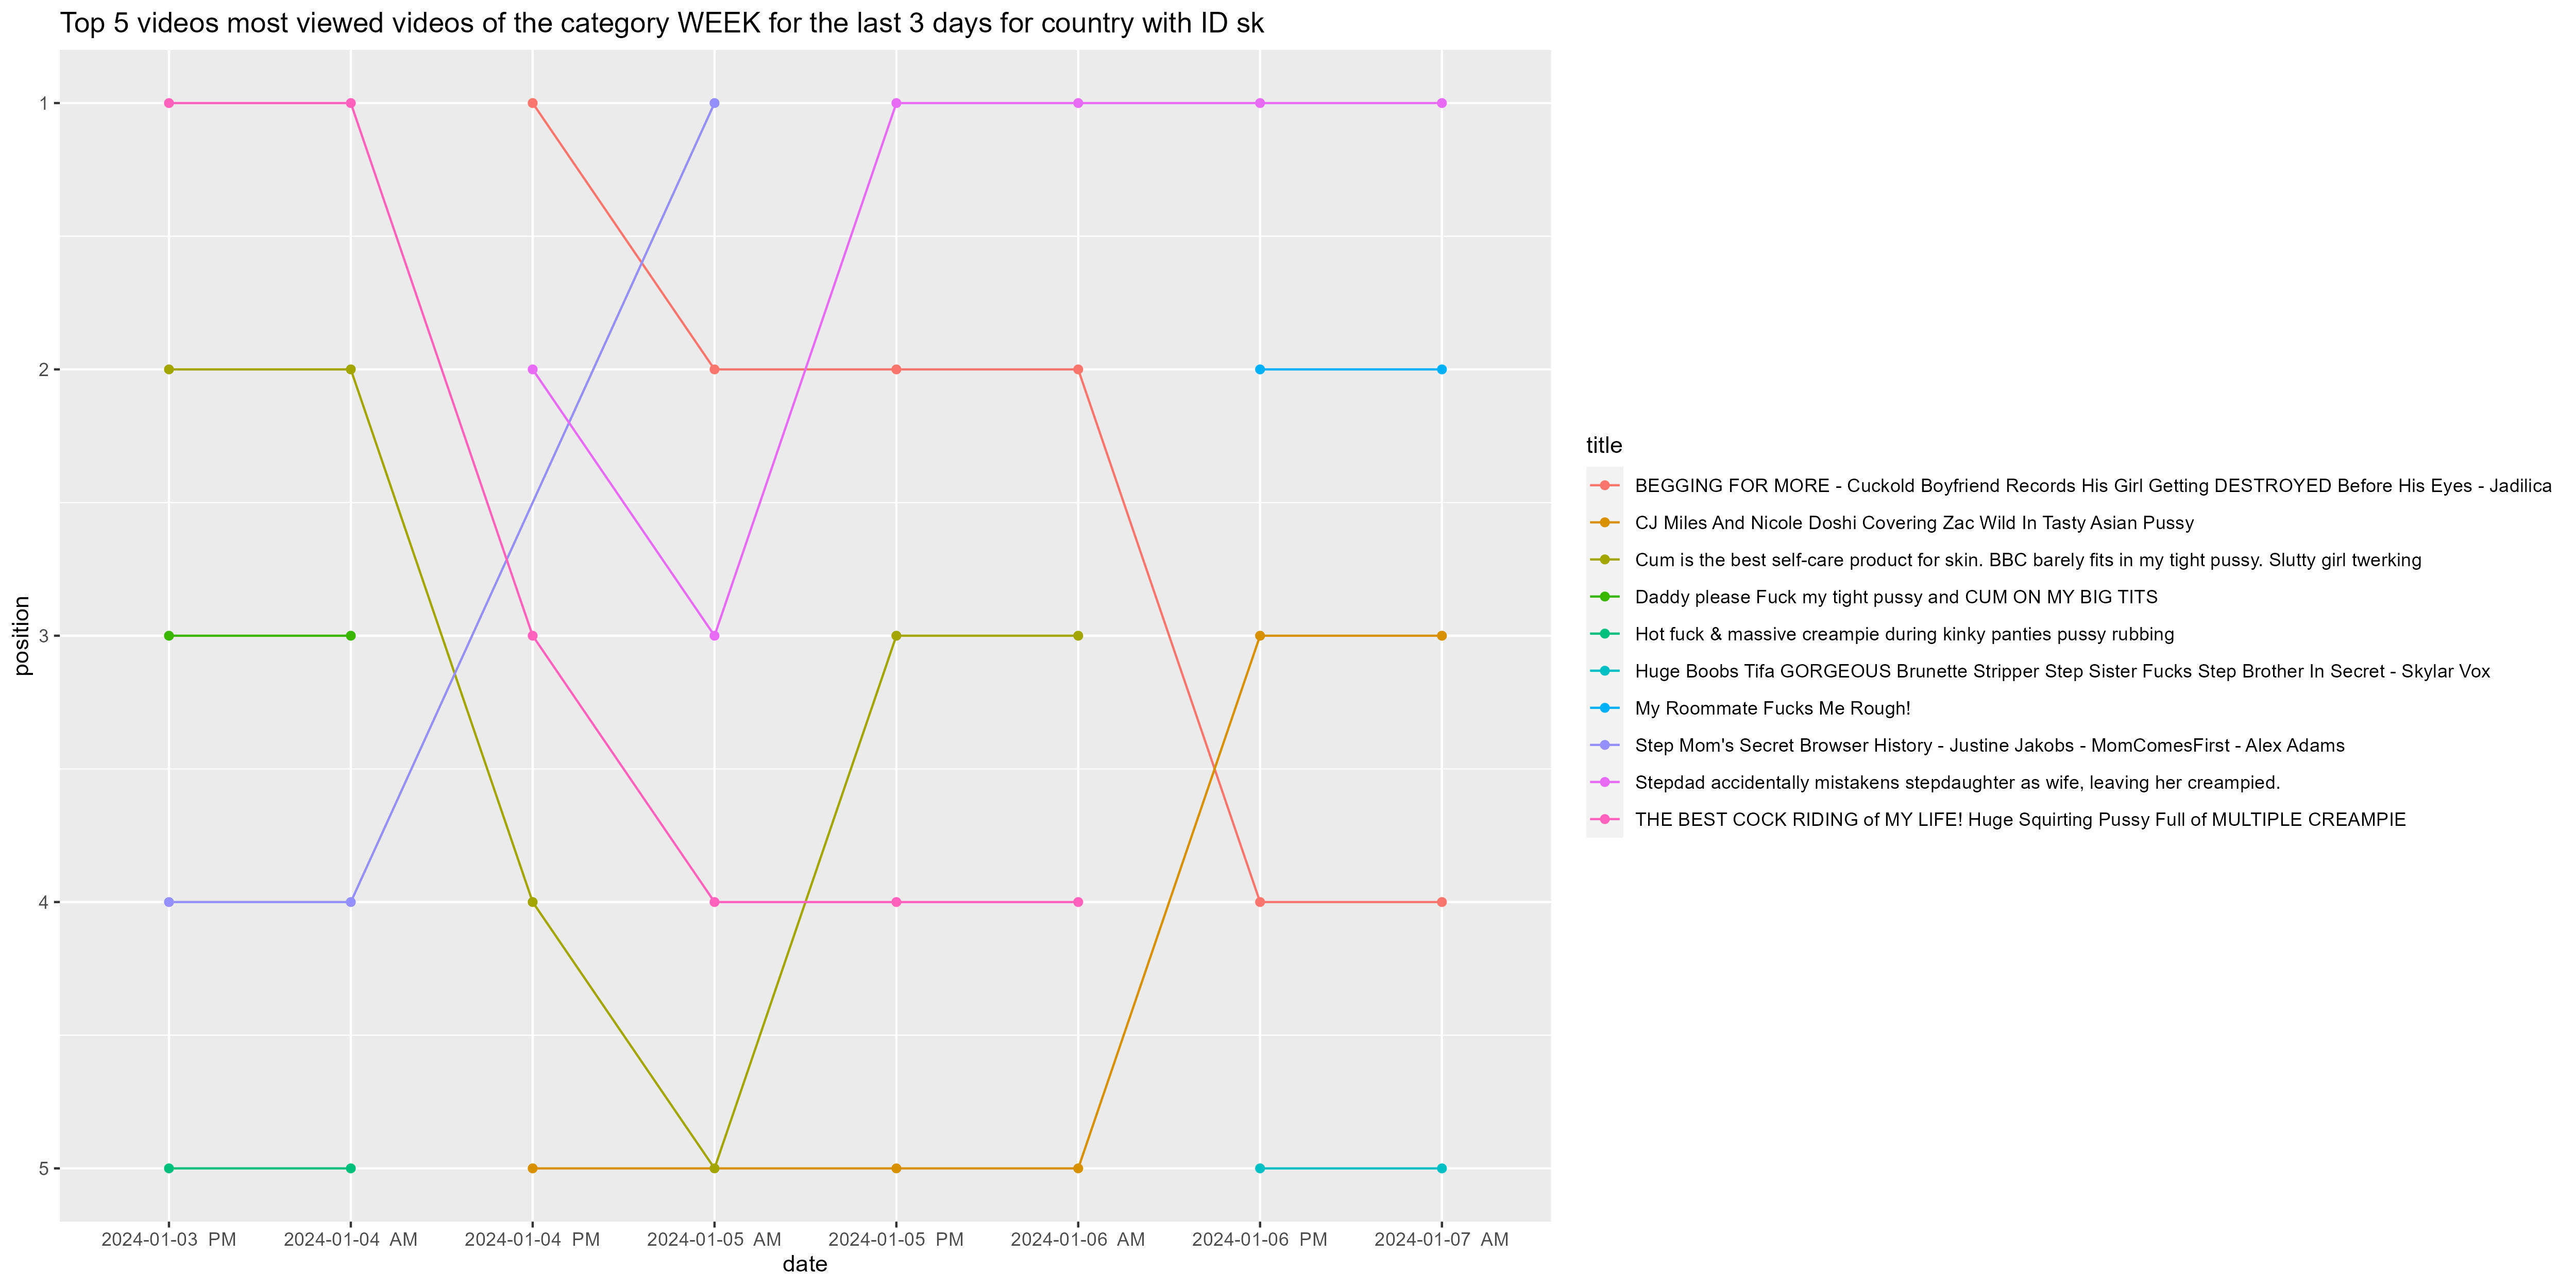 Top 5 videos most viewed videos of the category WEEK for the last 3 days for country with ID sk
position
1
2
3
4
5
2024-01-03 PM
2024-01-04 AM
2024-01-04 PM
2024-01-05 AM
2024-01-05 PM
2024-01-06 AM
2024-01-06 PM
2024-01-07 AM
date
title
BEGGING FOR MORE - Cuckold Boyfriend Records His Girl Getting DESTROYED Before His Eyes - Jadilica
CJ Miles And Nicole Doshi Covering Zac Wild In Tasty Asian Pussy
Cum is the best self-care product for skin. BBC barely fits in my tight pussy. Slutty girl twerking
Daddy please Fuck my tight pussy and CUM ON MY BIG TITS
Hot fuck & massive creampie during kinky panties pussy rubbing
Huge Boobs Tifa GORGEOUS Brunette Stripper Step Sister Fucks Step Brother In Secret - Skylar Vox
My Roommate Fucks Me Rough!
Step Mom's Secret Browser History - Justine Jakobs - MomComesFirst - Alex Adams
Stepdad accidentally mistakens stepdaughter as wife, leaving her creampied.
THE BEST COCK RIDING of MY LIFE! Huge Squirting Pussy Full of MULTIPLE CREAMPIE